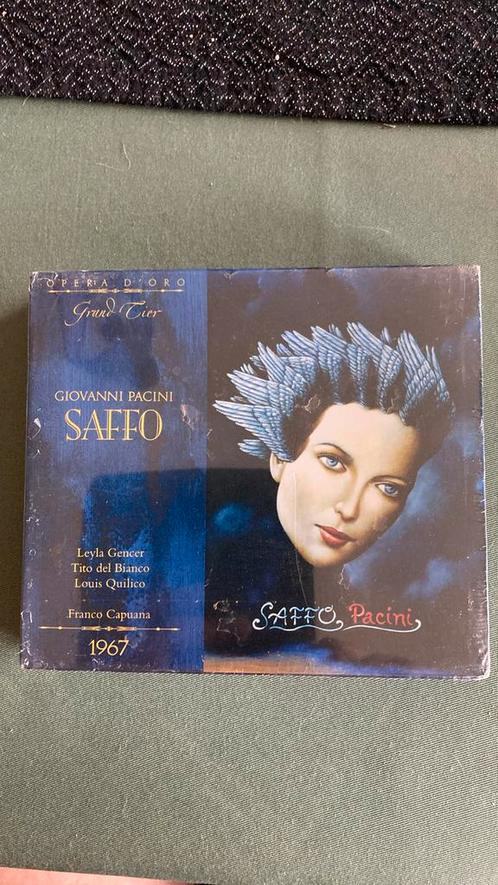 OPERA D'ORO
Grand Tier
GIOVANNI PACINI
SAFFO
Leyla Gencer
Tito del Bianco
Louis Quilico
Franco Capuana
1967
SAFFO, Pacini